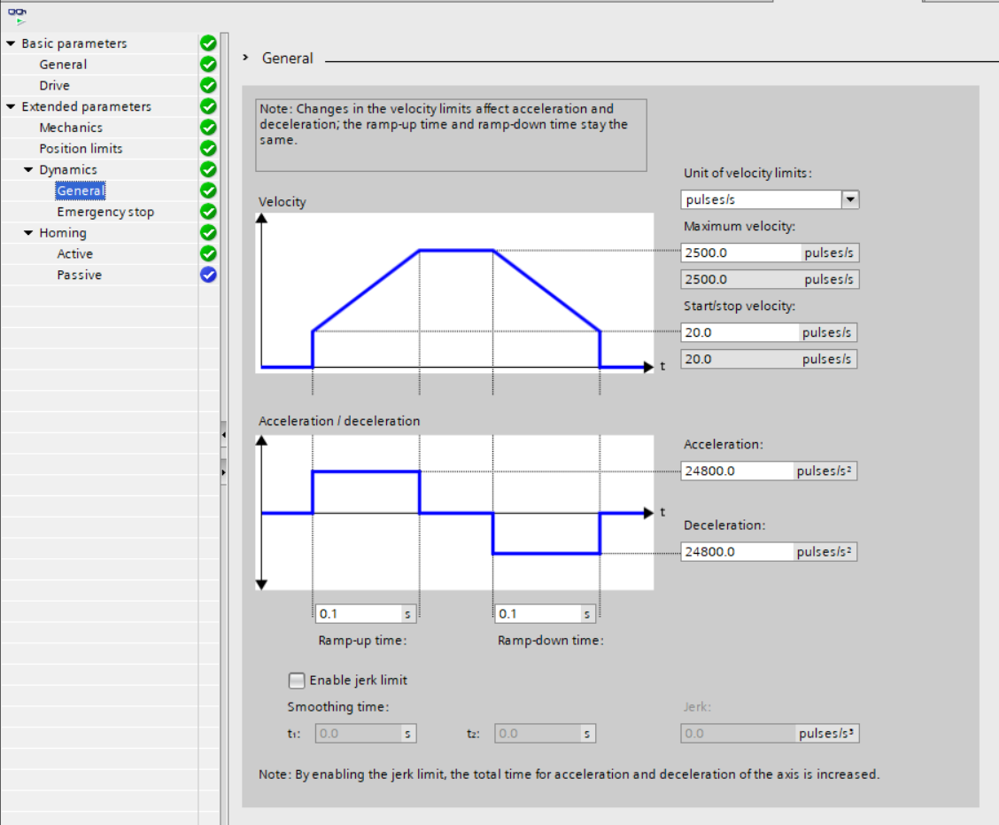 Basic parameters
General
Drive
Extended parameters
Mechanics
Position limits
Dynamics
General
Emergency stop
Homing
Active
Passive
General
Note: Changes in the velocity limits affect acceleration and
deceleration; the ramp-up time and ramp-down time stay the
same.
Unit of velocity limits:
pulses/s
Velocity
Maximum velocity:
2500.0 pulses/s
2500.0 pulses/s
Start/stop velocity:
20.0 pulses/s
20.0 pulses/s
t
Acceleration / deceleration
Acceleration:
24800.0 pulses/s²
t
Deceleration:
24800.0 pulses/s²
0.1 s 0.1 s
Ramp-up time: Ramp-down time:
Enable jerk limit
Smoothing time: Jerk:
t₁: 0.0 s t₂: 0.0 s 0.0 pulses/s³
Note: By enabling the jerk limit, the total time for acceleration and deceleration of the axis is increased.